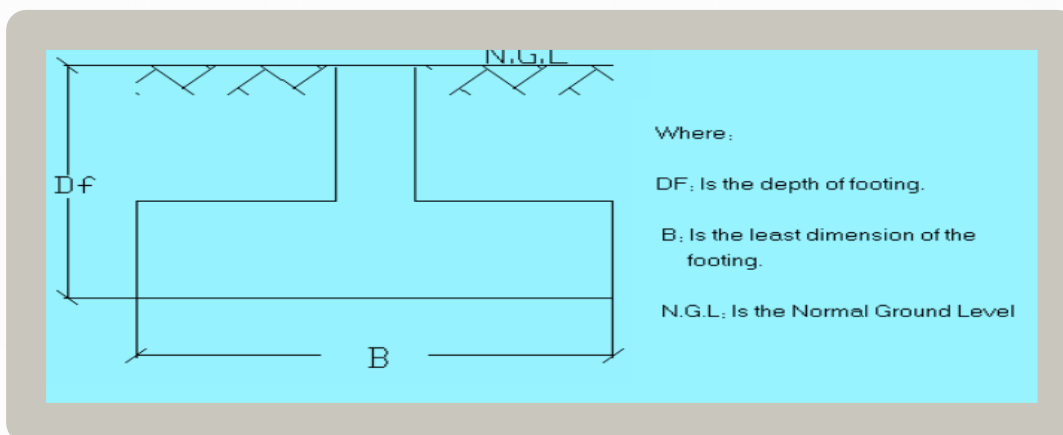 N.G.L
Where:
Df
DF: Is the depth of footing.
B: Is the least dimension of the
footing.
N.G.L: Is the Normal Ground Level
B